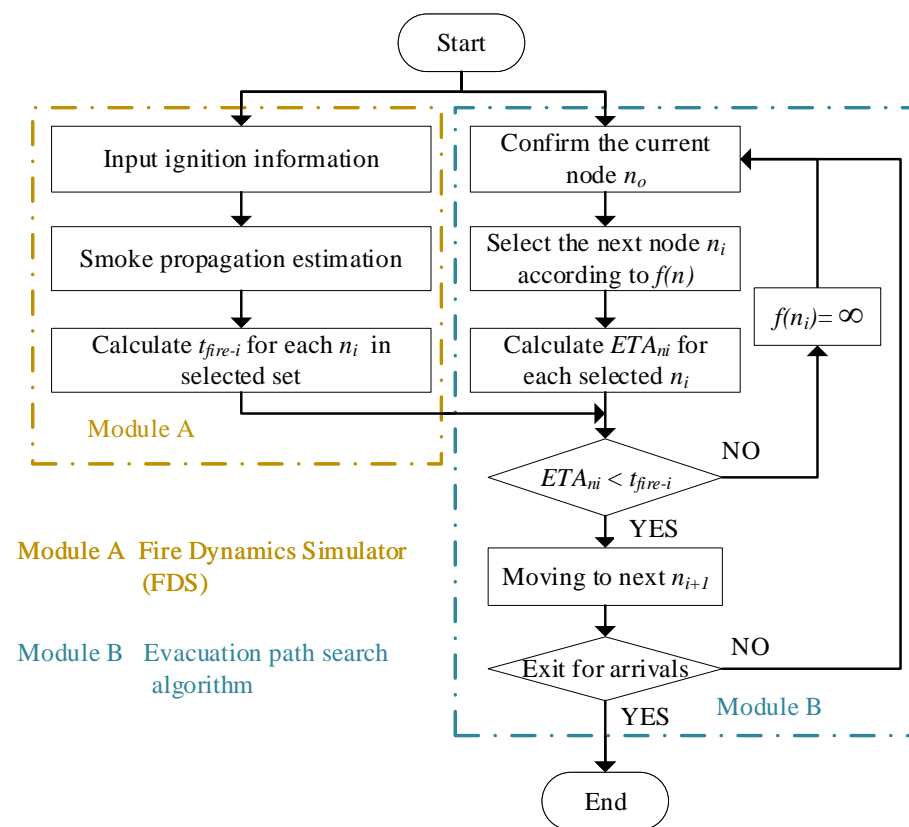 Start
Input ignition information
Smoke propagation estimation
Calculate t_fire-i for each n_i in
selected set
Module A
Confirm the current
node n_o
Select the next node n_i
according to f(n)
Calculate ETA_ni for
each selected n_i
f(n_i)= ∞
ETA_ni < t_fire-i
NO
YES
Moving to next n_i+1
Exit for arrivals
NO
YES
Module B
End
Module A Fire Dynamics Simulator
(FDS)
Module B Evacuation path search
algorithm